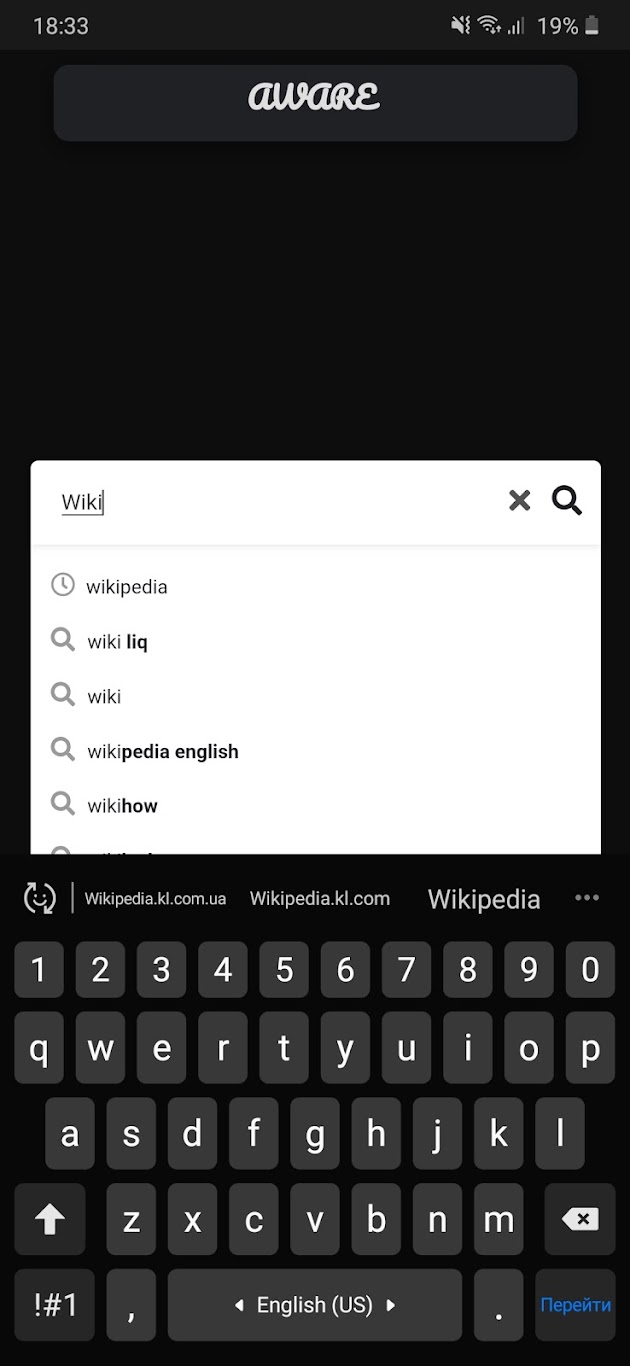 18:33
19%
AWARE
Wiki
wikipedia
wiki liq
wiki
wikipedia english
wikihow
Wikipedia.kl.com.ua Wikipedia.kl.com Wikipedia
1 2 3 4 5 6 7 8 9 0
q w e r t y u i o p
a s d f g h j k l
z x c v b n m
!#1 , English (US) . Перейти